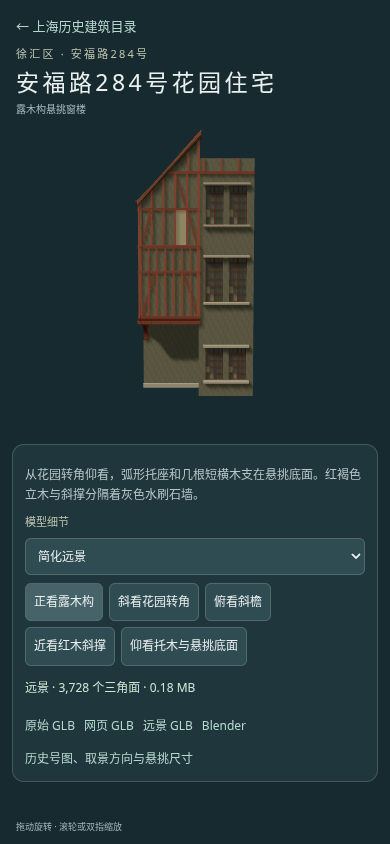 ← 上海历史建筑目录
徐汇区 · 安福路284号
安福路284号花园住宅
露木构悬挑窗楼
从花园转角仰看，弧形托座和几根短横木支在悬挑底面。红褐色
立木与斜撑分隔着灰色水刷石墙。
模型细节
简化远景
正看露木构 斜看花园转角 俯看斜檐
近看红木斜撑 仰看托木与悬挑底面
远景 · 3,728 个三角面 · 0.18 MB
原始 GLB 网页 GLB 远景 GLB Blender
历史号图、取景方向与悬挑尺寸
拖动旋转 · 滚轮或双指缩放